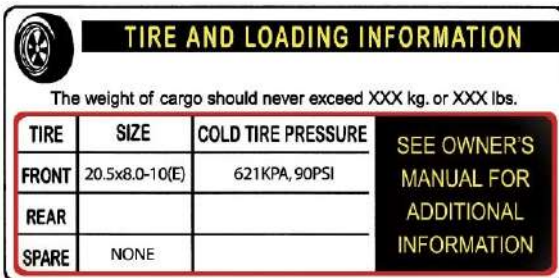 TIRE AND LOADING INFORMATION
The weight of cargo should never exceed XXX kg. or XXX lbs.
TIRE SIZE COLD TIRE PRESSURE
FRONT 20.5x8.0-10(E) 621KPA, 90PSI
REAR
SPARE NONE
SEE OWNER'S
MANUAL FOR
ADDITIONAL
INFORMATION